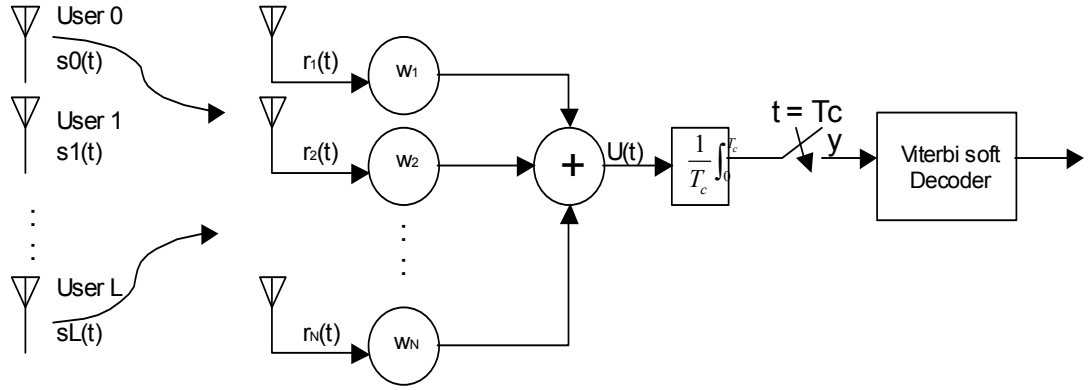 User 0
s0(t)
User 1
s1(t)
User L
sL(t)
r1(t)
r2(t)
rN(t)
w1
w2
wN
+
U(t)
1/Tc ∫0 Tc
t = Tc
y
Viterbi soft
Decoder